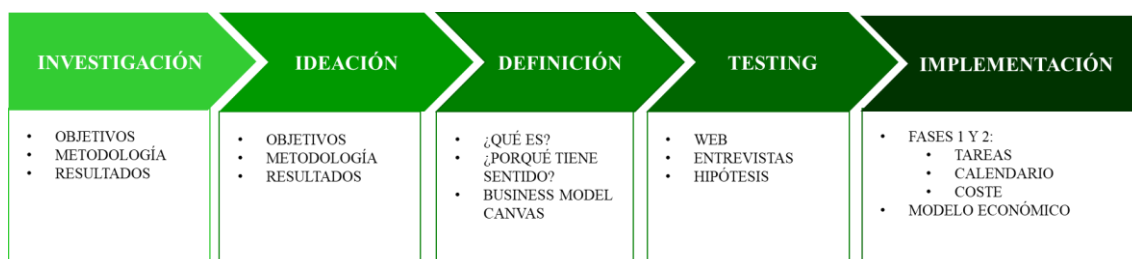 INVESTIGACIÓN
• OBJETIVOS
• METODOLOGÍA
• RESULTADOS
IDEACIÓN
• OBJETIVOS
• METODOLOGÍA
• RESULTADOS
DEFINICIÓN
• ¿QUÉ ES?
• ¿PORQUÉ TIENE
SENTIDO?
• BUSINESS MODEL
CANVAS
TESTING
• WEB
• ENTREVISTAS
• HIPÓTESIS
IMPLEMENTACIÓN
• FASES 1 Y 2:
• TAREAS
• CALENDARIO
• COSTE
• MODELO ECONÓMICO